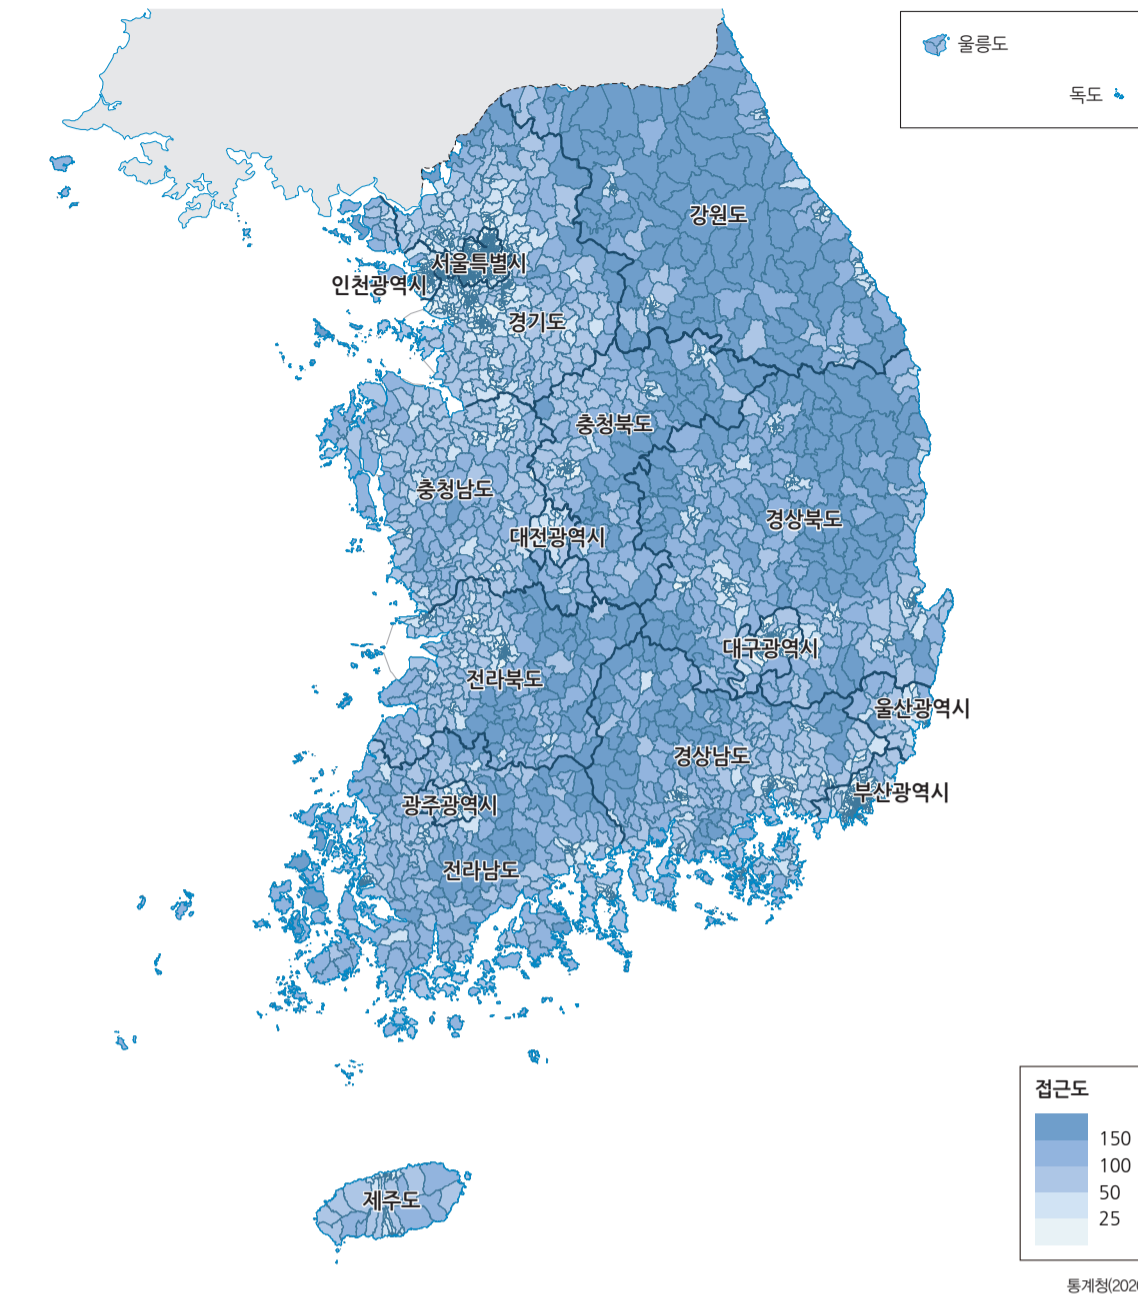 울릉도
독도
강원도
서울특별시
인천광역시
경기도
충청북도
충청남도
경상북도
대전광역시
대구광역시
전라북도
울산광역시
경상남도
부산광역시
광주광역시
전라남도
제주도
접근도
150
100
50
25
통계청(202